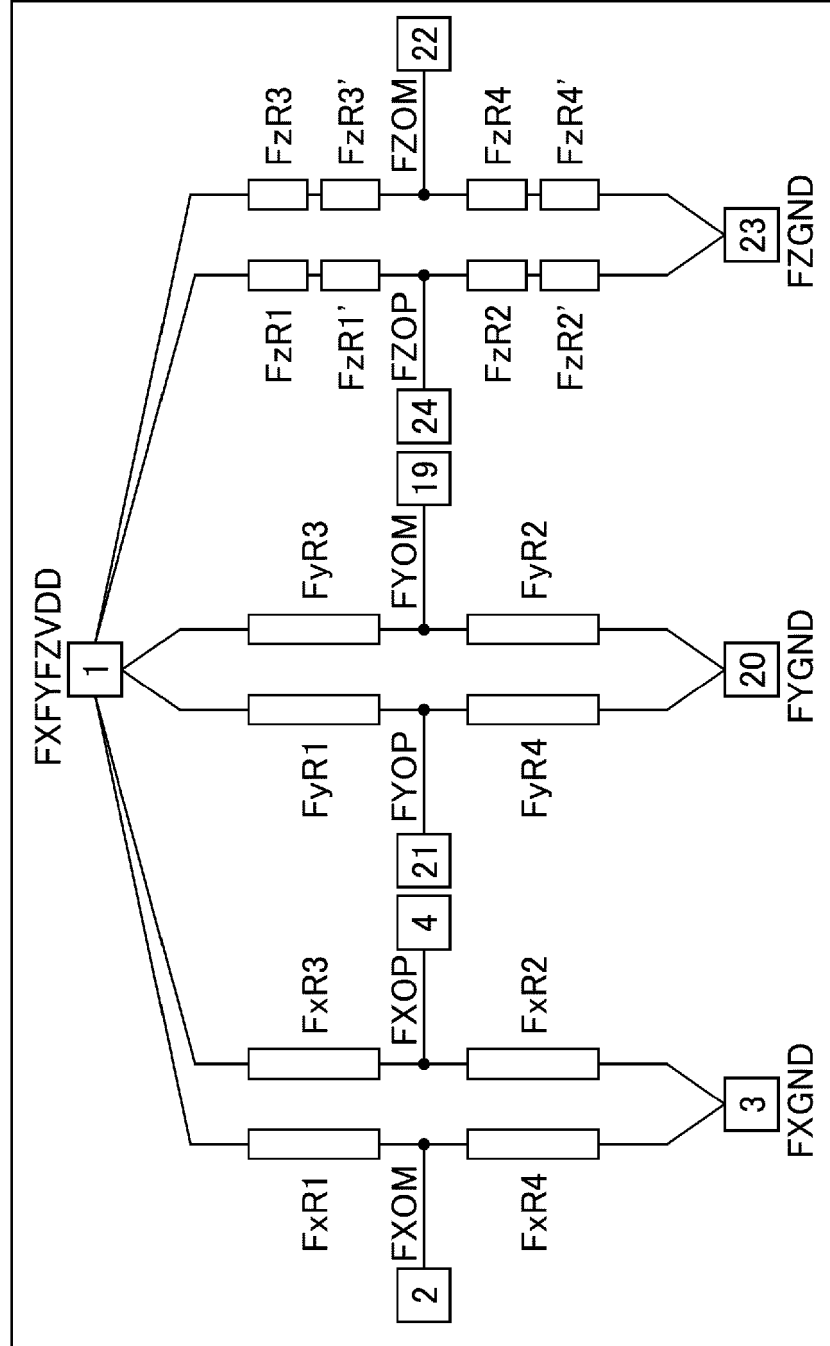 FXFYFZVDD
1
FxR1
FxR3
FyR1
FyR3
FzR1
FzR3
FzR1'
FzR3'
2
FXOM
FXOP
4
21
FYOP
FYOM
19
24
FZOP
FZOM
22
FxR4
FxR2
FyR4
FyR2
FzR2
FzR4
FzR2'
FzR4'
3
20
23
FXGND
FYGND
FZGND